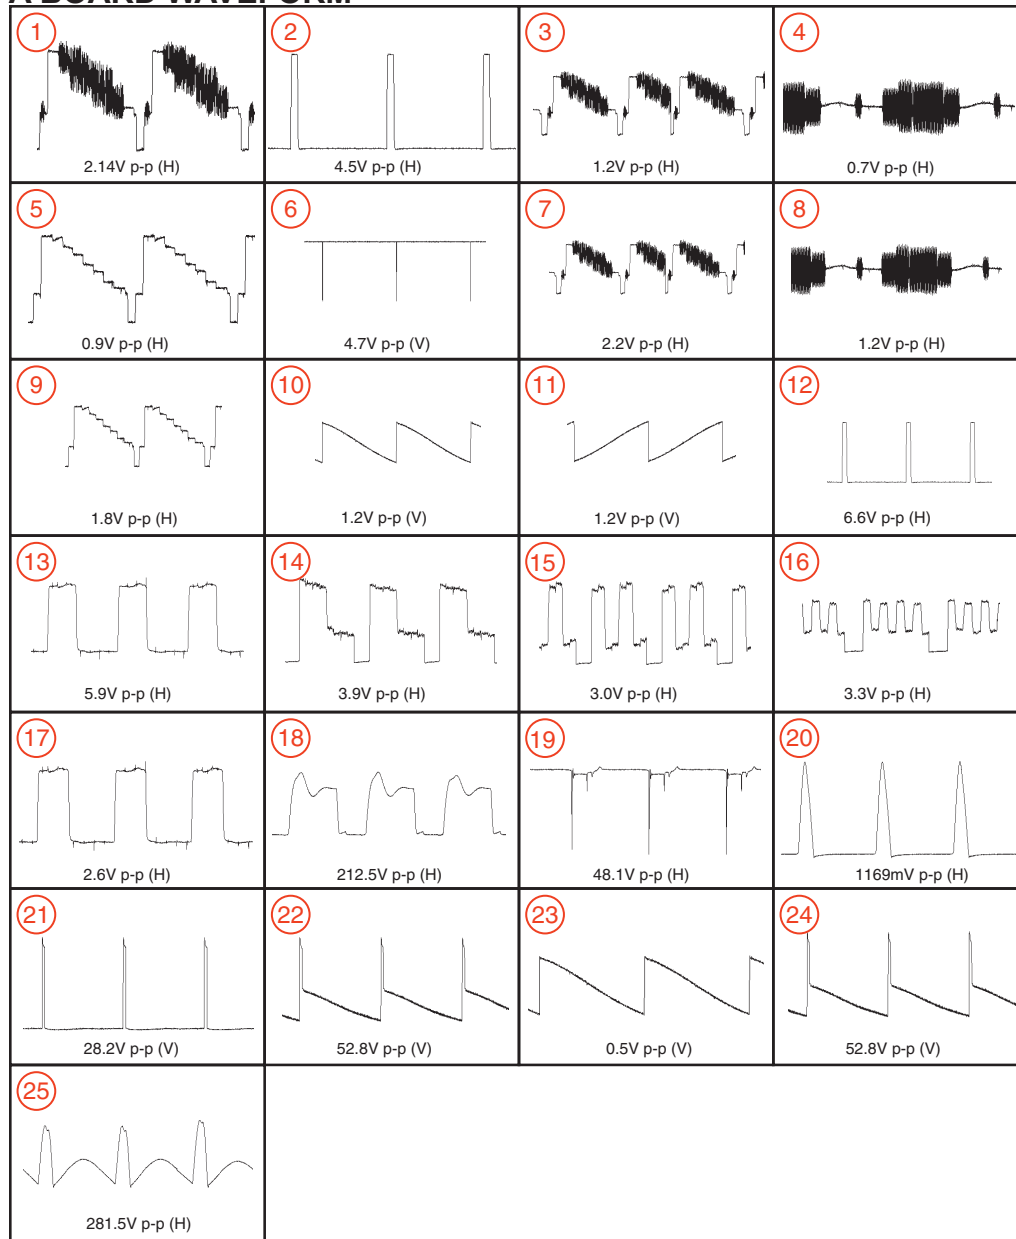 A BOARD WAVEFORM
1 2 3 4
2.14V p-p (H) 4.5V p-p (H) 1.2V p-p (H) 0.7V p-p (H)
5 6 7 8
0.9V p-p (H) 4.7V p-p (V) 2.2V p-p (H) 1.2V p-p (H)
9 10 11 12
1.8V p-p (H) 1.2V p-p (V) 1.2V p-p (V) 6.6V p-p (H)
13 14 15 16
5.9V p-p (H) 3.9V p-p (H) 3.0V p-p (H) 3.3V p-p (H)
17 18 19 20
2.6V p-p (H) 212.5V p-p (H) 48.1V p-p (H) 1169mV p-p (H)
21 22 23 24
28.2V p-p (V) 52.8V p-p (V) 0.5V p-p (V) 52.8V p-p (V)
25
281.5V p-p (H)